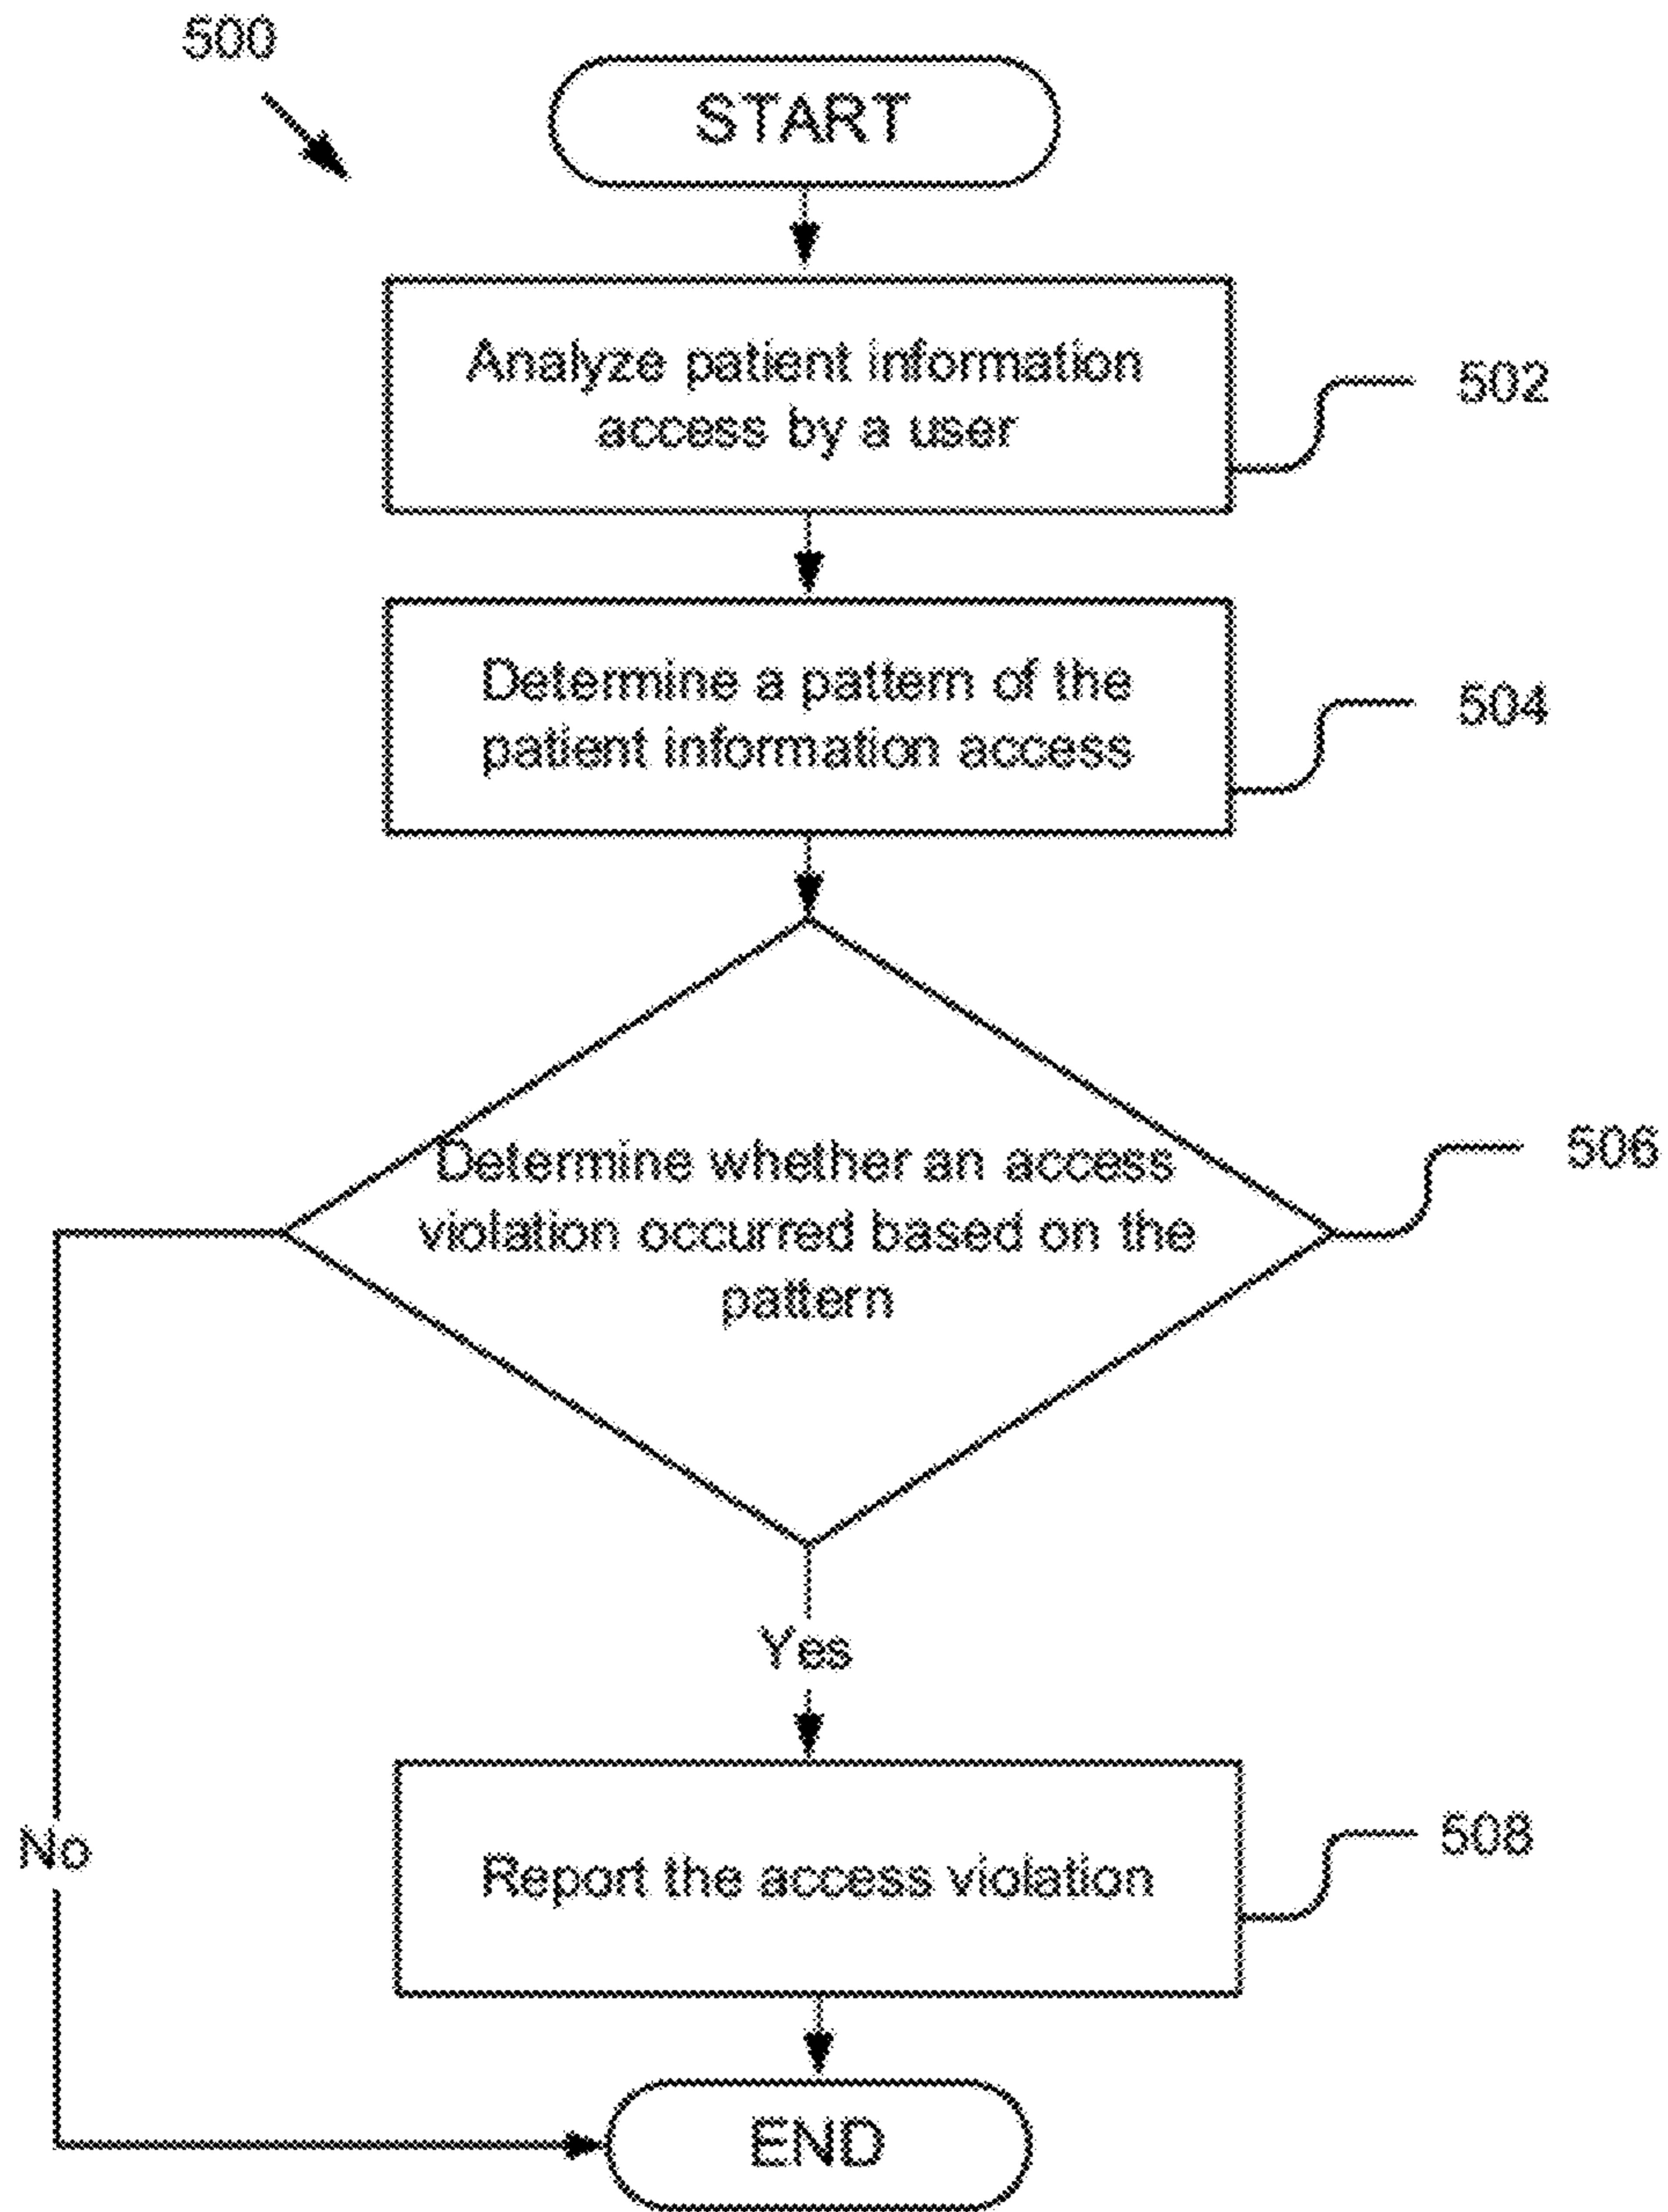 500
START
Analyze patient information
access by a user
502
Determine a pattern of the
patient information access
504
Determine whether an access
violation occurred based on the
pattern
506
Yes
No
Report the access violation
508
END